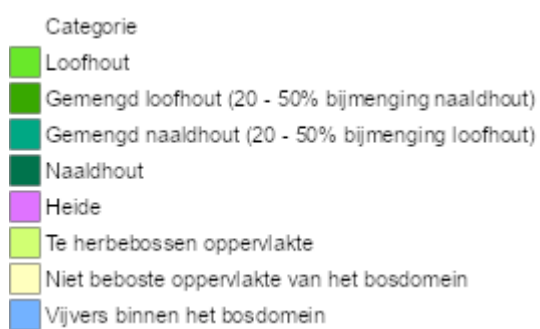 Categorie
Loofhout
Gemengd loofhout (20 - 50% bijmenging naaldhout)
Gemengd naaldhout (20 - 50% bijmenging loofhout)
Naaldhout
Heide
Te herbebossen oppervlakte
Niet beboste oppervlakte van het bosdomein
Vijvers binnen het bosdomein